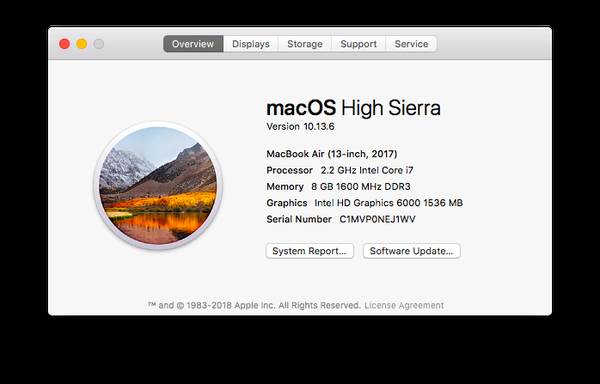 Overview Displays Storage Support Service
macOS High Sierra
Version 10.13.6
MacBook Air (13-inch, 2017)
Processor 2.2 GHz Intel Core i7
Memory 8 GB 1600 MHz DDR3
Graphics Intel HD Graphics 6000 1536 MB
Serial Number C1MVP0NEJ1WV
System Report... Software Update...
™ and © 1983-2018 Apple Inc. All Rights Reserved. License Agreement